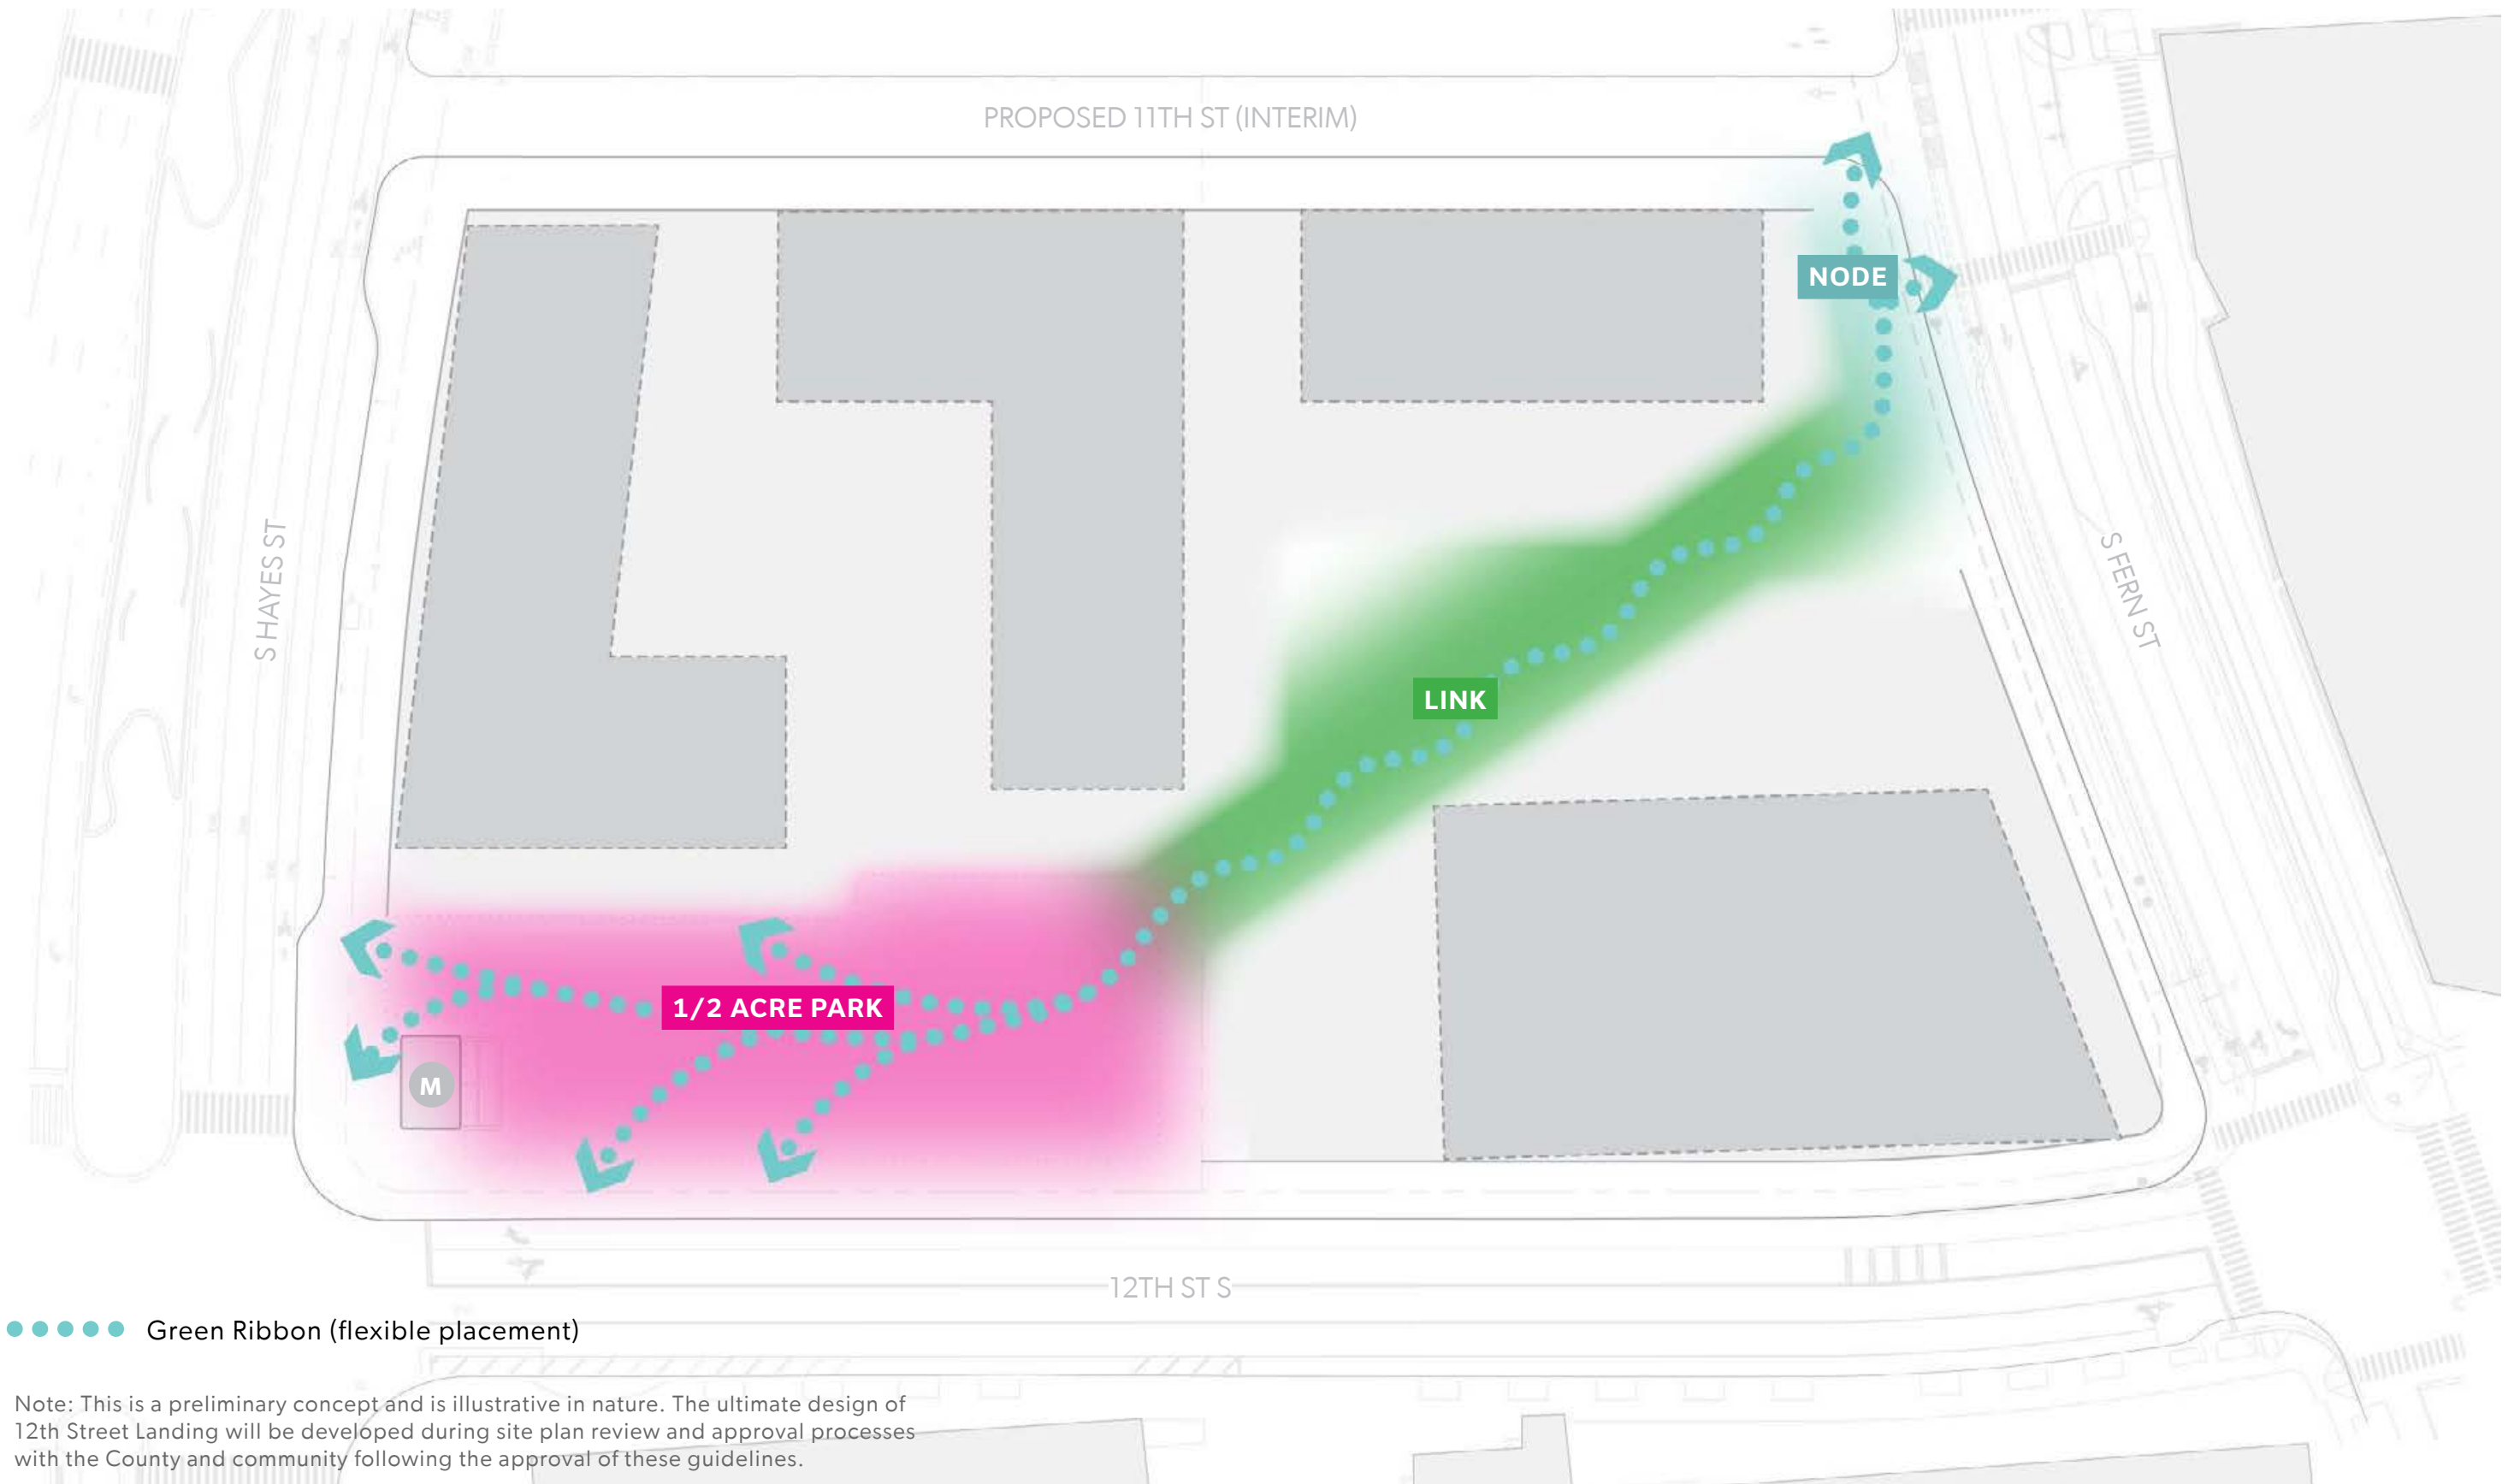 PROPOSED 11TH ST (INTERIM)
NODE
S HAYES ST
S FERN ST
LINK
1/2 ACRE PARK
M
12TH ST S
Green Ribbon (flexible placement)
Note: This is a preliminary concept and is illustrative in nature. The ultimate design of
12th Street Landing will be developed during site plan review and approval processes
with the County and community following the approval of these guidelines.